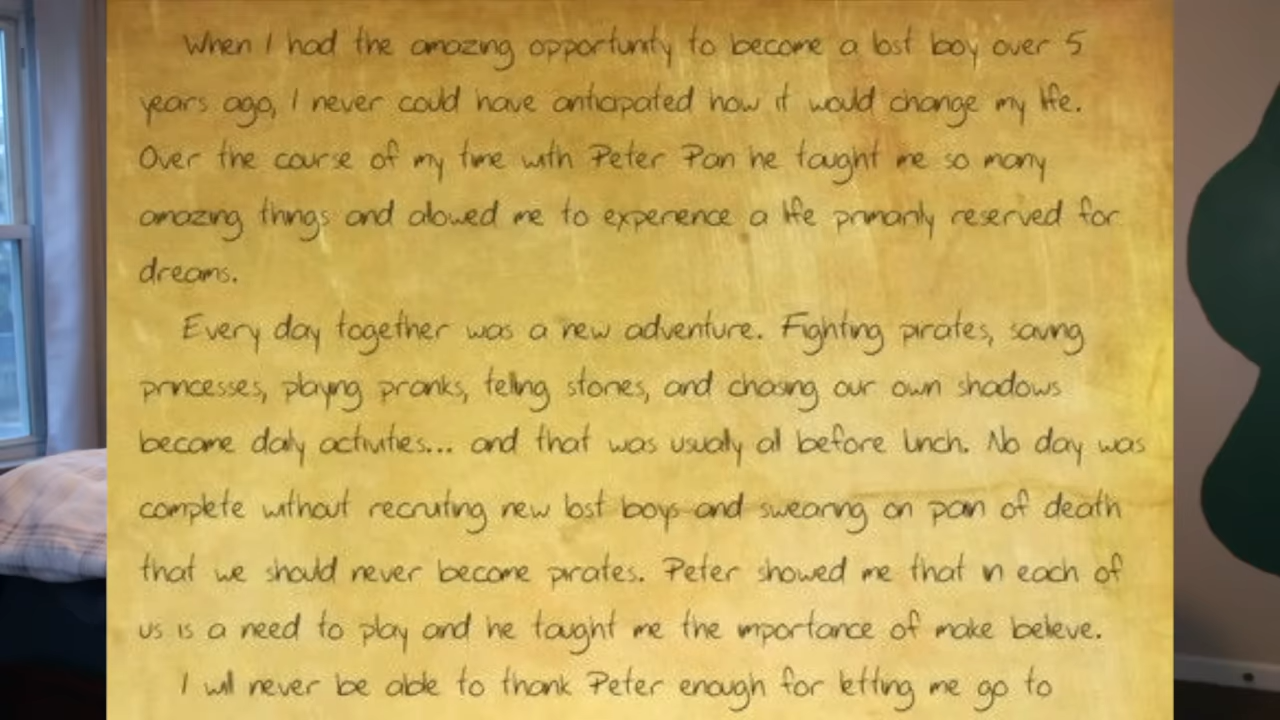 When I had the amazing opportunity to become a lost boy over 5
years ago, I never could have anticipated how it would change my life.
Over the course of my time with Peter Pan he taught me so many
amazing things and allowed me to experience a life primarily reserved for
dreams.
Every day together was a new adventure. Fighting pirates, saving
princesses, playing pranks, telling stories, and chasing our own shadows
became daily activities... and that was usually all before lunch. No day was
complete without recruiting new lost boys and swearing on pain of death
that we should never become pirates. Peter showed me that in each of
us is a need to play and he taught me the importance of make believe.
I will never be able to thank Peter enough for letting me go to